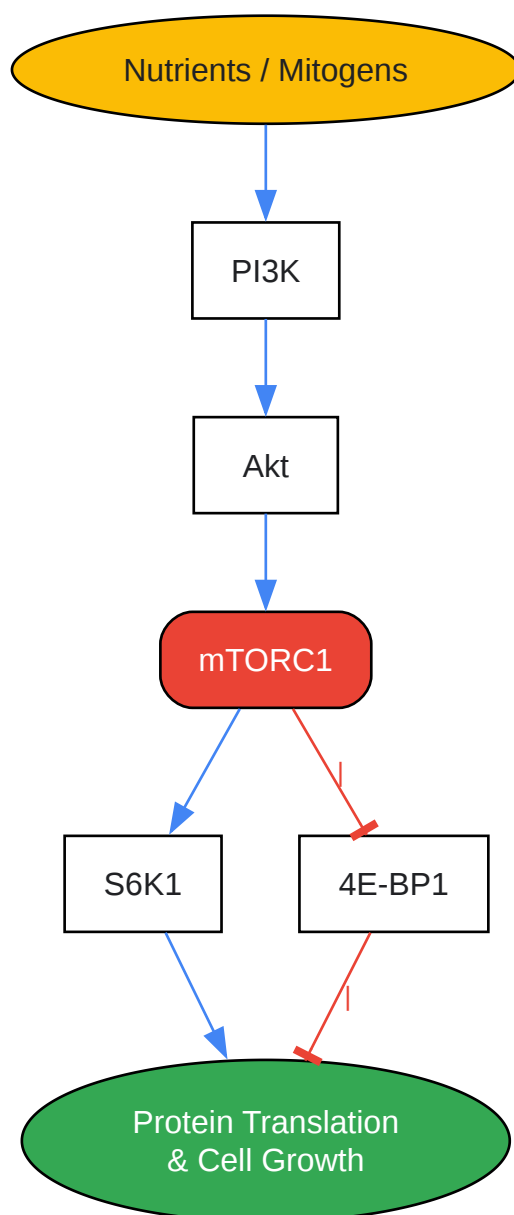 Nutrients / Mitogens
PI3K
Akt
mTORC1
|
S6K1
4E-BP1
|
Protein Translation
& Cell Growth